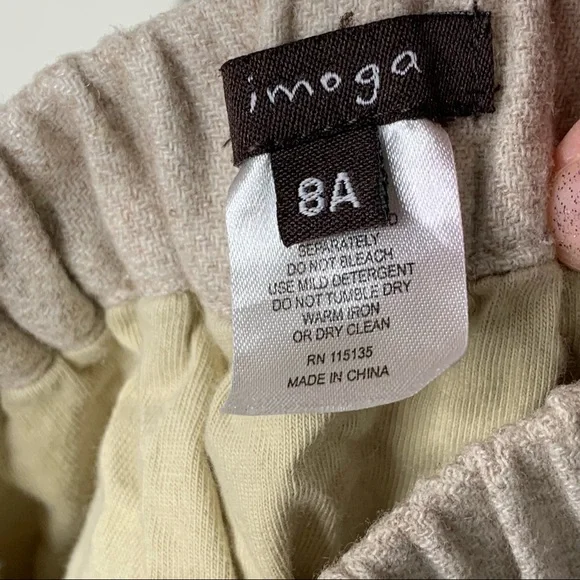 imoga
8A
SEPARATELY
DO NOT BLEACH
USE MILD DETERGENT
DO NOT TUMBLE DRY
WARM IRON
OR DRY CLEAN
RN 115135
MADE IN CHINA